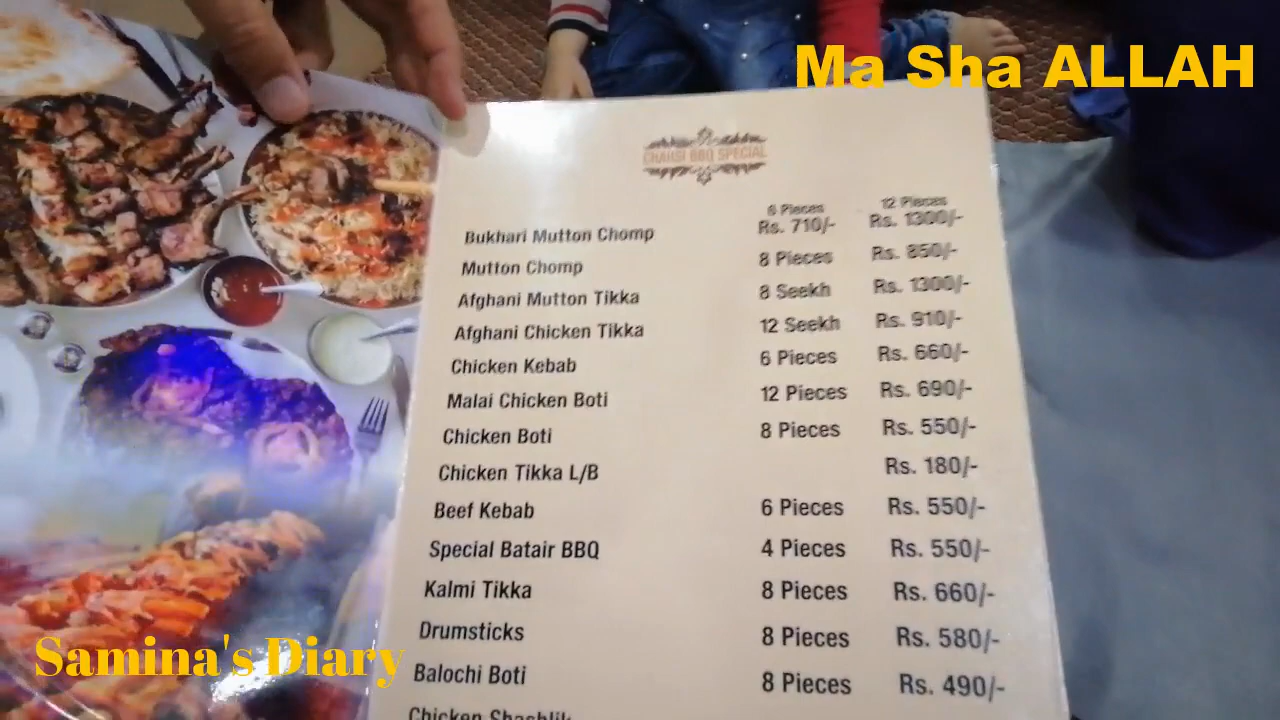 Ma Sha ALLAH
CHARSI BBQ SPECIAL
6 Pieces 12 Pieces
Bukhari Mutton Chomp Rs. 710/- Rs. 1300/-
Mutton Chomp 8 Pieces Rs. 850/-
Afghani Mutton Tikka 8 Seekh Rs. 1300/-
Afghani Chicken Tikka 12 Seekh Rs. 910/-
Chicken Kebab 6 Pieces Rs. 660/-
Malai Chicken Boti 12 Pieces Rs. 690/-
Chicken Boti 8 Pieces Rs. 550/-
Chicken Tikka L/B Rs. 180/-
Beef Kebab 6 Pieces Rs. 550/-
Special Batair BBQ 4 Pieces Rs. 550/-
Kalmi Tikka 8 Pieces Rs. 660/-
Drumsticks 8 Pieces Rs. 580/-
Balochi Boti 8 Pieces Rs. 490/-
Chicken Shashlik
Samina's Diary